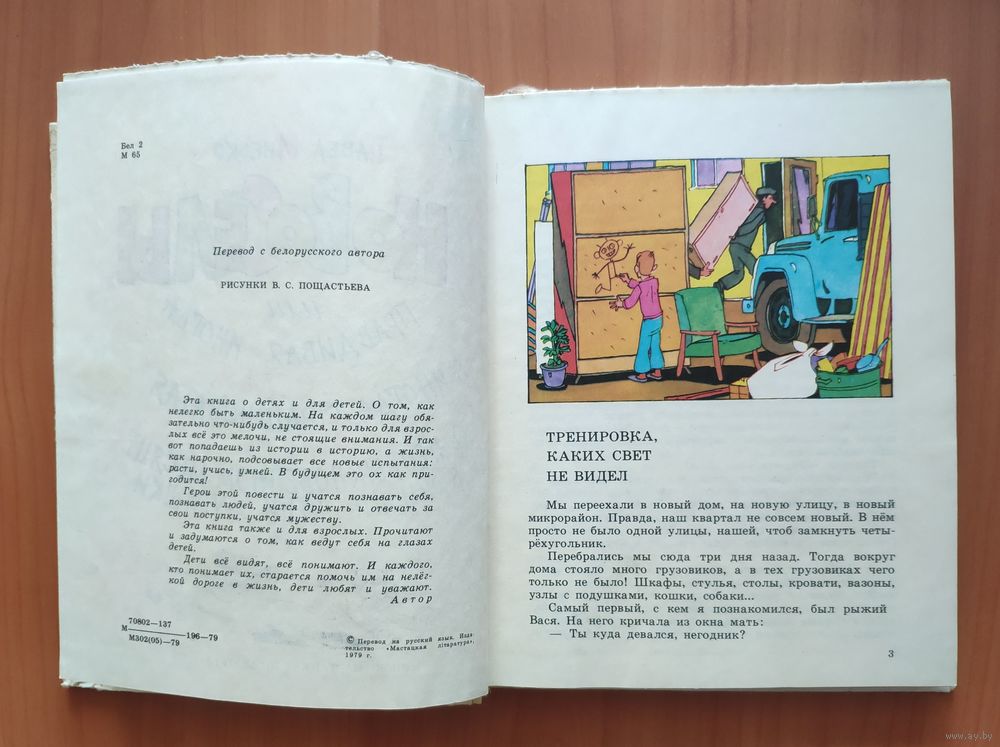 Бел 2
М 65
Перевод с белорусского автора
РИСУНКИ В. С. ПОЩАСТЬЕВА
Эта книга о детях и для детей. О том, как
нелегко быть маленьким. На каждом шагу обя-
зательно что-нибудь случается, и только для взрос-
лых всё это мелочи, не стоящие внимания. И так
вот попадаешь из истории в историю, а жизнь,
как нарочно, подсовывает все новые испытания:
расти, учись, умней. В будущем это ох как при-
годится!
Герои этой повести и учатся познавать себя,
познавать людей, учатся дружить и отвечать за
свои поступки, учатся мужеству.
Эта книга также и для взрослых. Прочитают
и задумаются о том, как ведут себя на глазах
детей.
Дети всё видят, всё понимают. И каждого,
кто понимает их, старается помочь им на нелёг-
кой дороге в жизнь, дети любят и уважают.
Автор
70802—137
М 196—79
М302(05)—79
© Перевод на русский язык. Изда-
тельство «Мастацкая літаратура»,
1979 г.
ТРЕНИРОВКА,
КАКИХ СВЕТ
НЕ ВИДЕЛ
Мы переехали в новый дом, на новую улицу, в новый
микрорайон. Правда, наш квартал не совсем новый. В нём
просто не было одной улицы, нашей, чтоб замкнуть четы-
рёхугольник.
Перебрались мы сюда три дня назад. Тогда вокруг
дома стояло много грузовиков, а в тех грузовиках чего
только не было! Шкафы, стулья, столы, кровати, вазоны,
узлы с подушками, кошки, собаки...
Самый первый, с кем я познакомился, был рыжий
Вася. На него кричала из окна мать:
— Ты куда девался, негодник?
3
www.ay.by